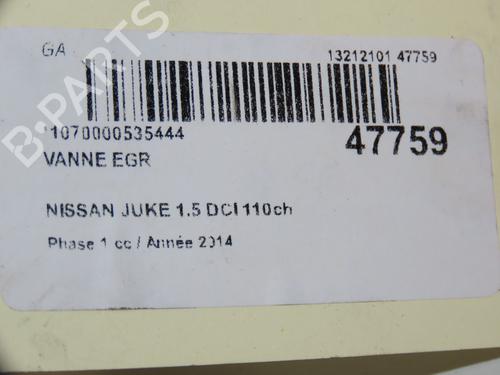 GA
13212101 47759
*1070000535444
47759
VANNE EGR
NISSAN JUKE 1.5 DCI 110ch
Phase 1 cc / Année 2014
B-PARTS